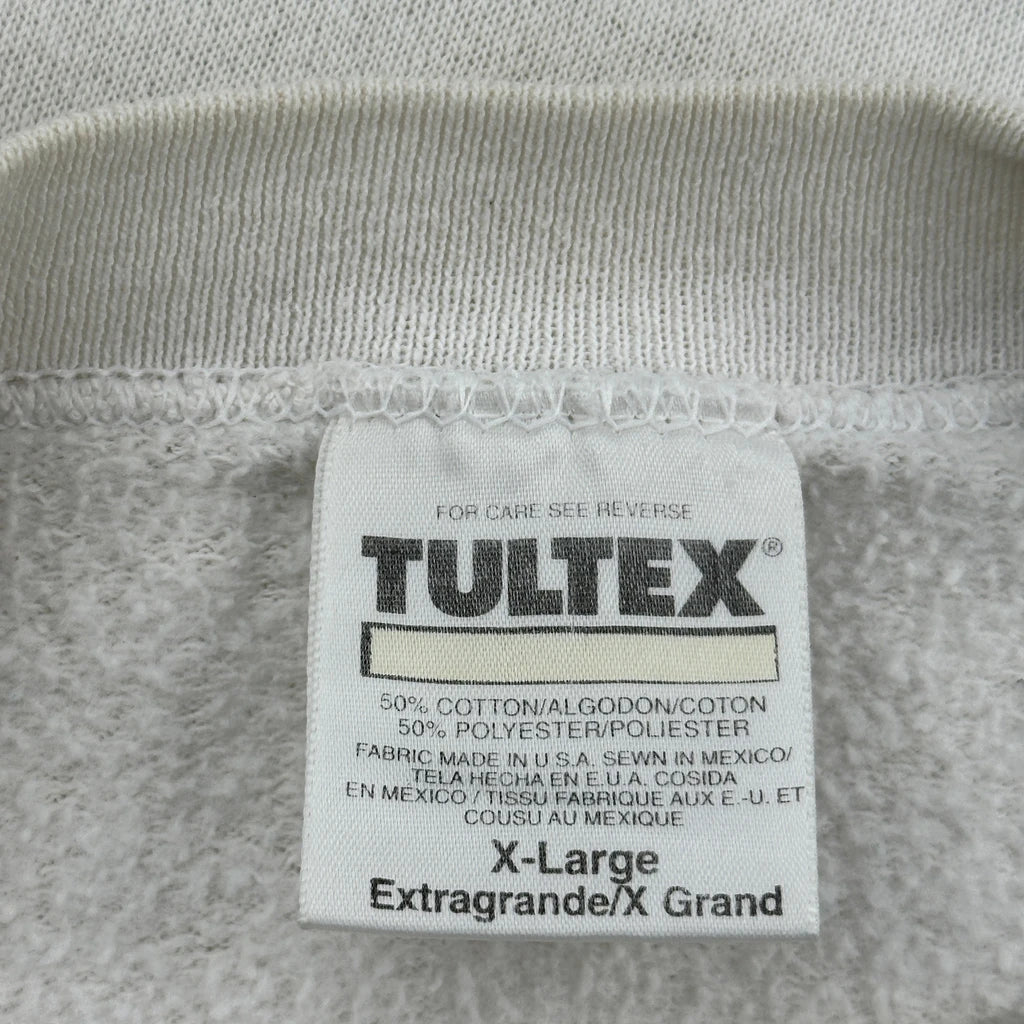 FOR CARE SEE REVERSE
TULTEX®
50% COTTON/ALGODON/COTON
50% POLYESTER/POLIESTER
FABRIC MADE IN U.S.A. SEWN IN MEXICO/
TELA HECHA EN E.U.A. COSIDA
EN MEXICO / TISSU FABRIQUE AUX E.-U. ET
COUSU AU MEXIQUE
X-Large
Extragrande/X Grand